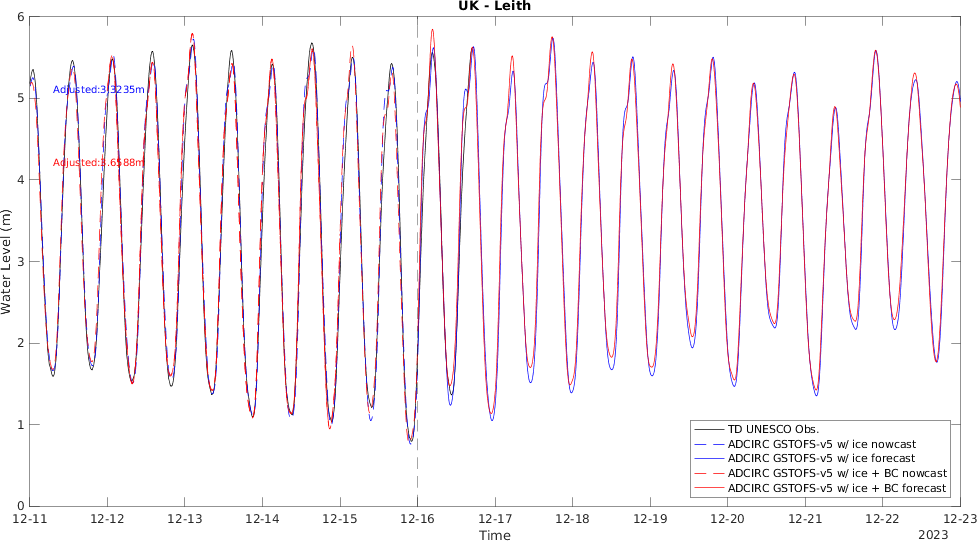 UK - Leith
6
5
4
3
2
1
0
Water Level (m)
Adjusted:3.3235m
Adjusted:3.6588m
TD UNESCO Obs.
ADCIRC GSTOFS-v5 w/ ice nowcast
ADCIRC GSTOFS-v5 w/ ice forecast
ADCIRC GSTOFS-v5 w/ ice + BC nowcast
ADCIRC GSTOFS-v5 w/ ice + BC forecast
12-11 12-12 12-13 12-14 12-15 12-16 12-17 12-18 12-19 12-20 12-21 12-22 12-23
Time
2023